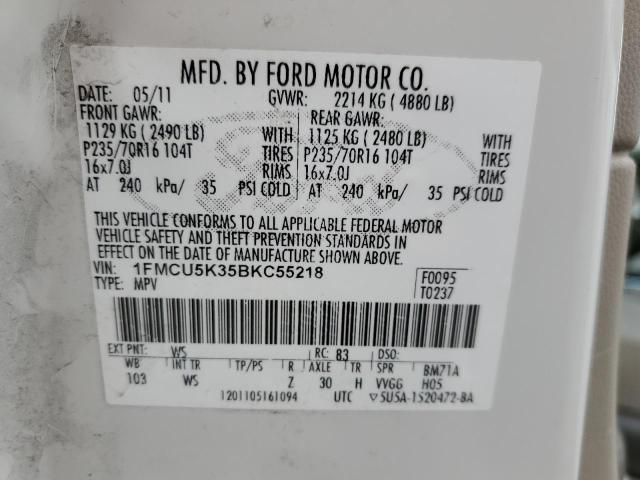 MFD. BY FORD MOTOR CO.
DATE: 05/11 GVWR: 2214 KG ( 4880 LB)
FRONT GAWR: REAR GAWR:
1129 KG ( 2490 LB) WITH 1125 KG ( 2480 LB) WITH
P235/70R16 104T TIRES P235/70R16 104T TIRES
16x7.0J RIMS 16x7.0J RIMS
AT 240 kPa/ 35 PSI COLD AT 240 kPa/ 35 PSI COLD
THIS VEHICLE CONFORMS TO ALL APPLICABLE FEDERAL MOTOR
VEHICLE SAFETY AND THEFT PREVENTION STANDARDS IN
EFFECT ON THE DATE OF MANUFACTURE SHOWN ABOVE.
VIN: 1FMCU5K35BKC55218 F0095
TYPE: MPV T0237
EXT PNT: WS RC: 83 DSO:
WB INT TR TP/PS R AXLE TR SPR BM71A
103 WS Z 30 H VVGG H05
1201105161094 UTC ▽5U5A-1520472-BA